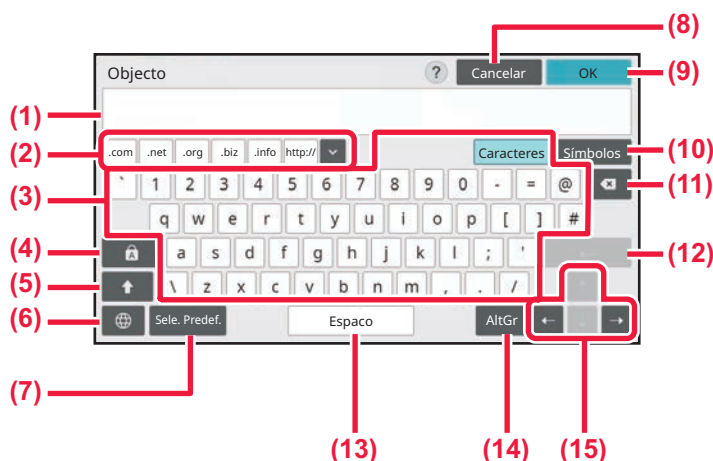 (8)
Objecto ? Cancelar OK (9)
(1)
(2) .com .net .org .biz .info http:// Caracteres Símbolos (10)
(3) ` 1 2 3 4 5 6 7 8 9 0 - = @ (11)
q w e r t y u i o p [ ] #
(4) A a s d f g h j k l ; ' (12)
(5) \ z x c v b n m , . /
(6) Sele. Predef. Espaco AltGr ← →
(7)
(13) (14) (15)